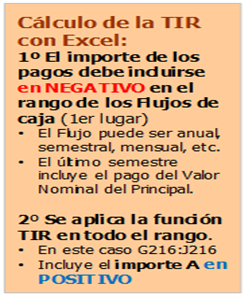 Cálculo de la TIR
con Excel:
1º El importe de los
pagos debe incluirse
en NEGATIVO en el
rango de los Flujos de
caja (1er lugar)
• El Flujo puede ser anual,
semestral, mensual, etc.
• El último semestre
incluye el pago del Valor
Nominal del Principal.
2º Se aplica la función
TIR en todo el rango.
• En este caso G216:J216
• Incluye el importe A en
POSITIVO